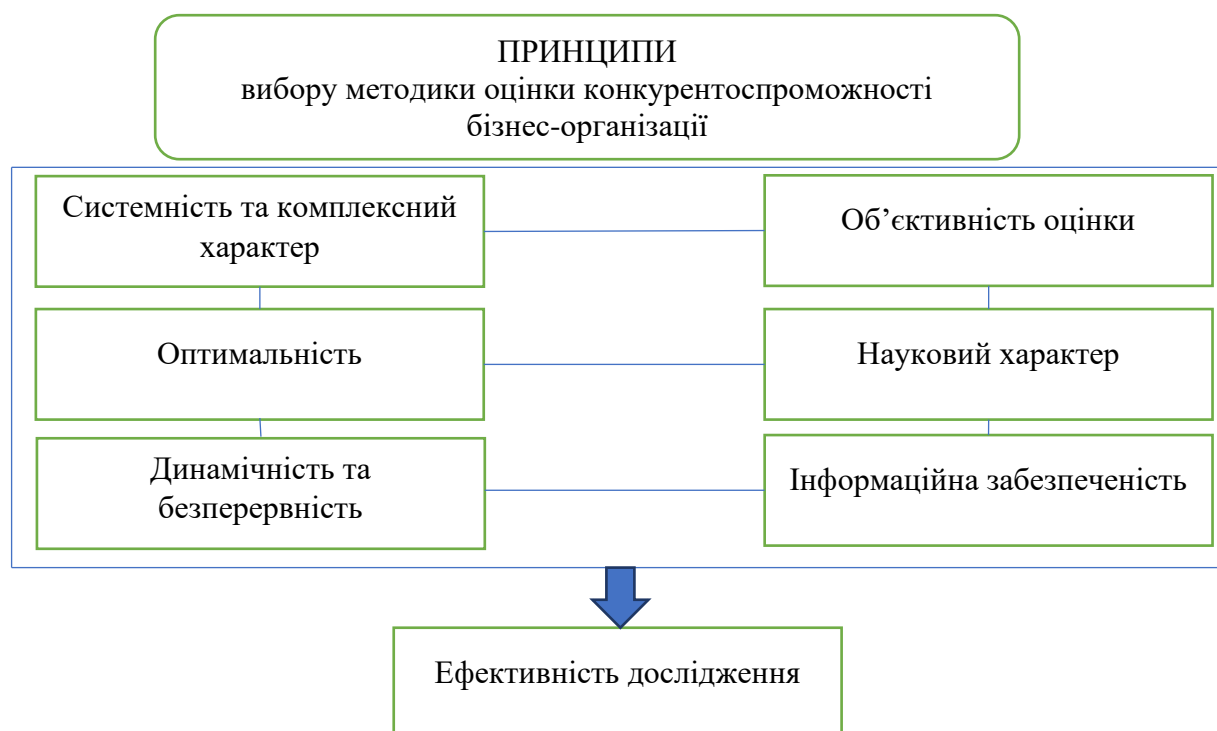 ПРИНЦИПИ
вибору методики оцінки конкурентоспроможності
бізнес-організації
Системність та комплексний
характер
Об’єктивність оцінки
Оптимальність
Науковий характер
Динамічність та
безперервність
Інформаційна забезпеченість
Ефективність дослідження